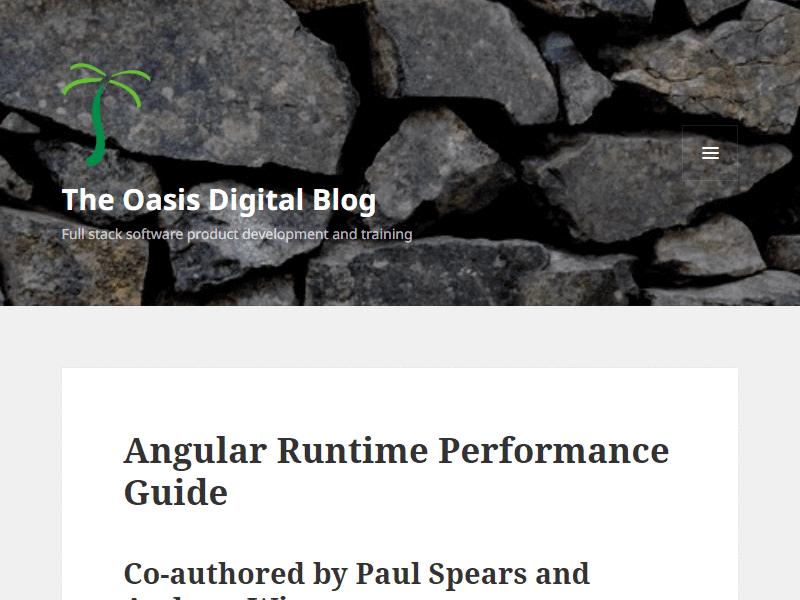 The Oasis Digital Blog
Full stack software product development and training
Angular Runtime Performance
Guide
Co-authored by Paul Spears and